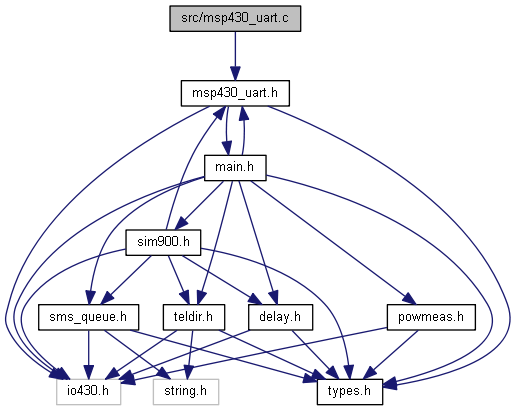 src/msp430_uart.c
msp430_uart.h
main.h
sim900.h
sms_queue.h
teldir.h
delay.h
powmeas.h
io430.h
string.h
types.h